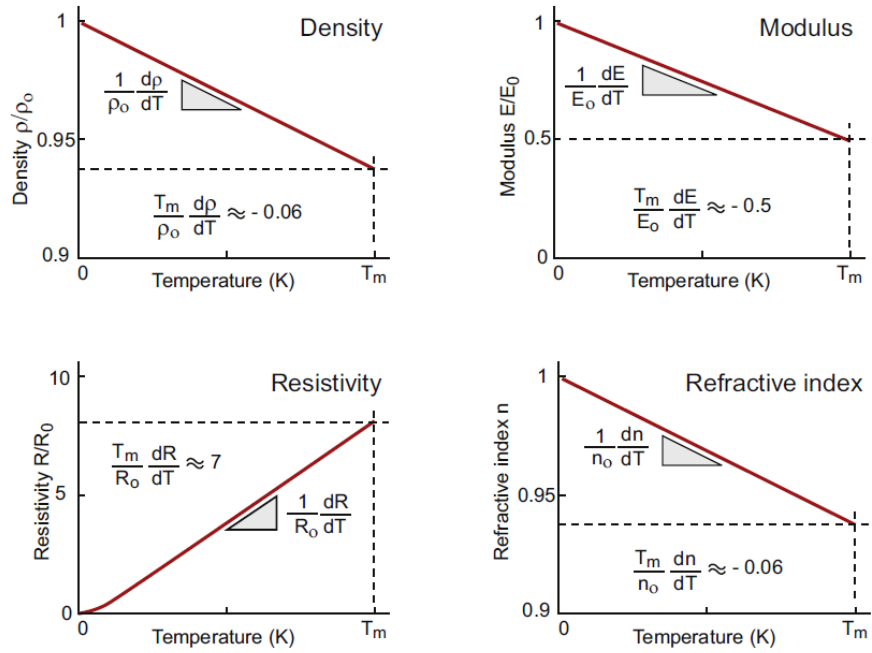 Density
1
Density ρ/ρₒ
1/ρₒ dρ/dT
0.95
Tₘ/ρₒ dρ/dT ≈ - 0.06
0.9
0
Temperature (K)
Tₘ
Modulus
1
Modulus E/E₀
1/Eₒ dE/dT
0.5
Tₘ/Eₒ dE/dT ≈ - 0.5
0
0
Temperature (K)
Tₘ
Resistivity
10
Resistivity R/R₀
Tₘ/Rₒ dR/dT ≈ 7
5
1/Rₒ dR/dT
0
0
Temperature (K)
Tₘ
Refractive index
1
Refractive index n
1/nₒ dn/dT
0.95
Tₘ/nₒ dn/dT ≈ - 0.06
0.9
0
Temperature (K)
Tₘ